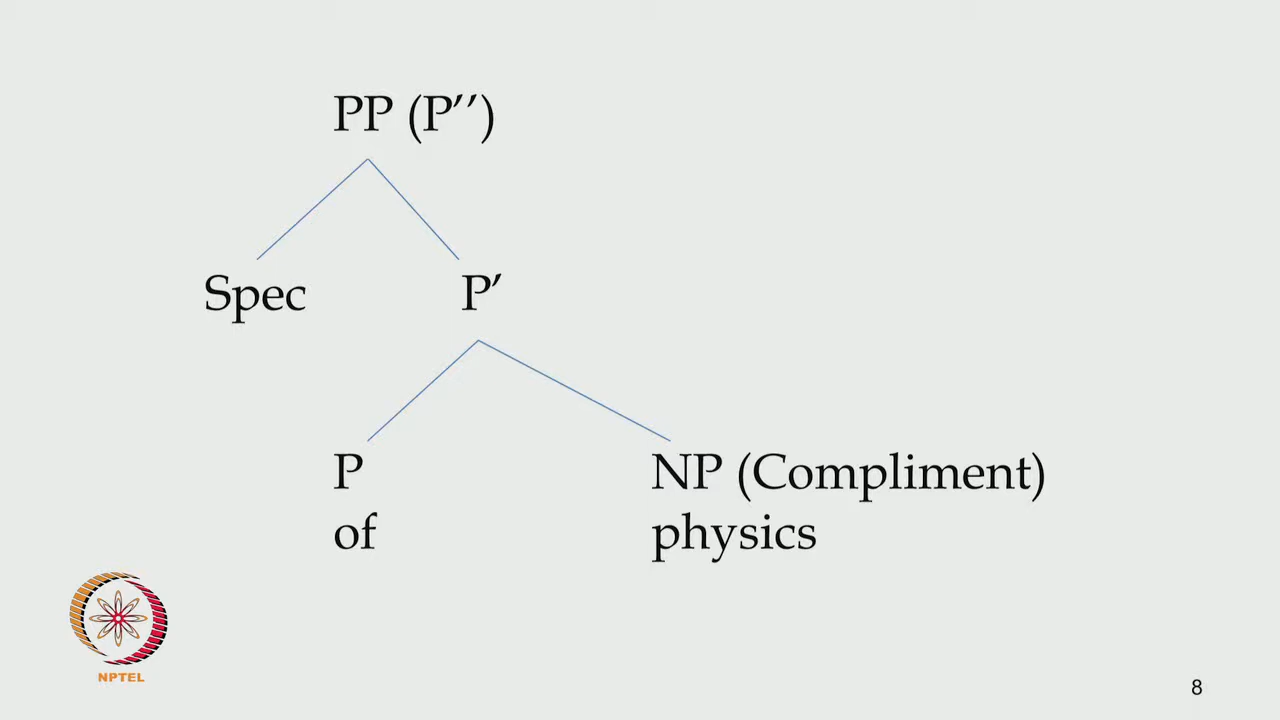 PP (P′′)
Spec P′
P NP (Compliment)
of physics
NPTEL
8